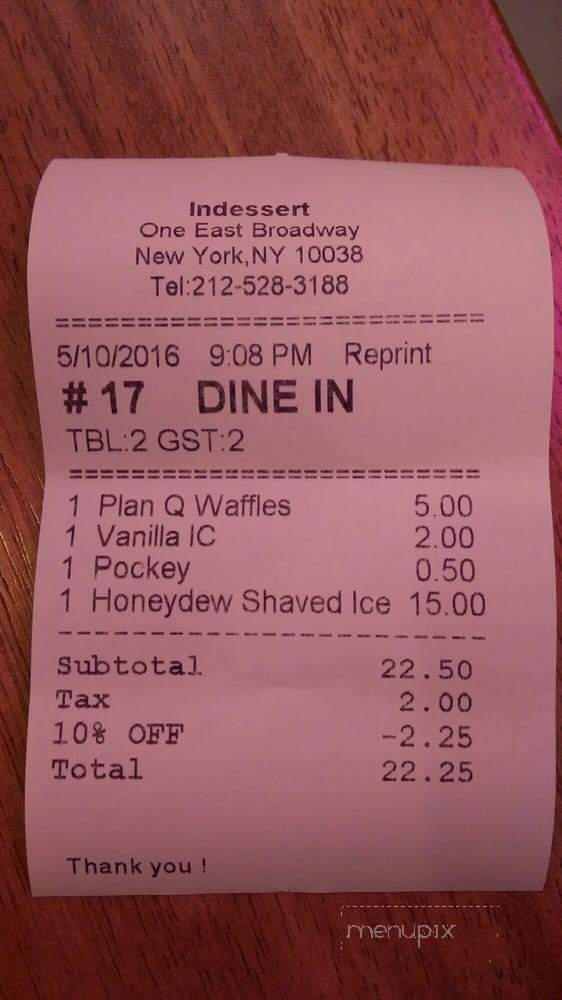 Indessert
One East Broadway
New York,NY 10038
Tel:212-528-3188
================================================
5/10/2016 9:08 PM Reprint
# 17 DINE IN
TBL:2 GST:2
================================================
1 Plan Q Waffles 5.00
1 Vanilla IC 2.00
1 Pockey 0.50
1 Honeydew Shaved Ice 15.00
------------------------------------------------
Subtotal 22.50
Tax 2.00
10% OFF -2.25
Total 22.25
Thank you !
menupix